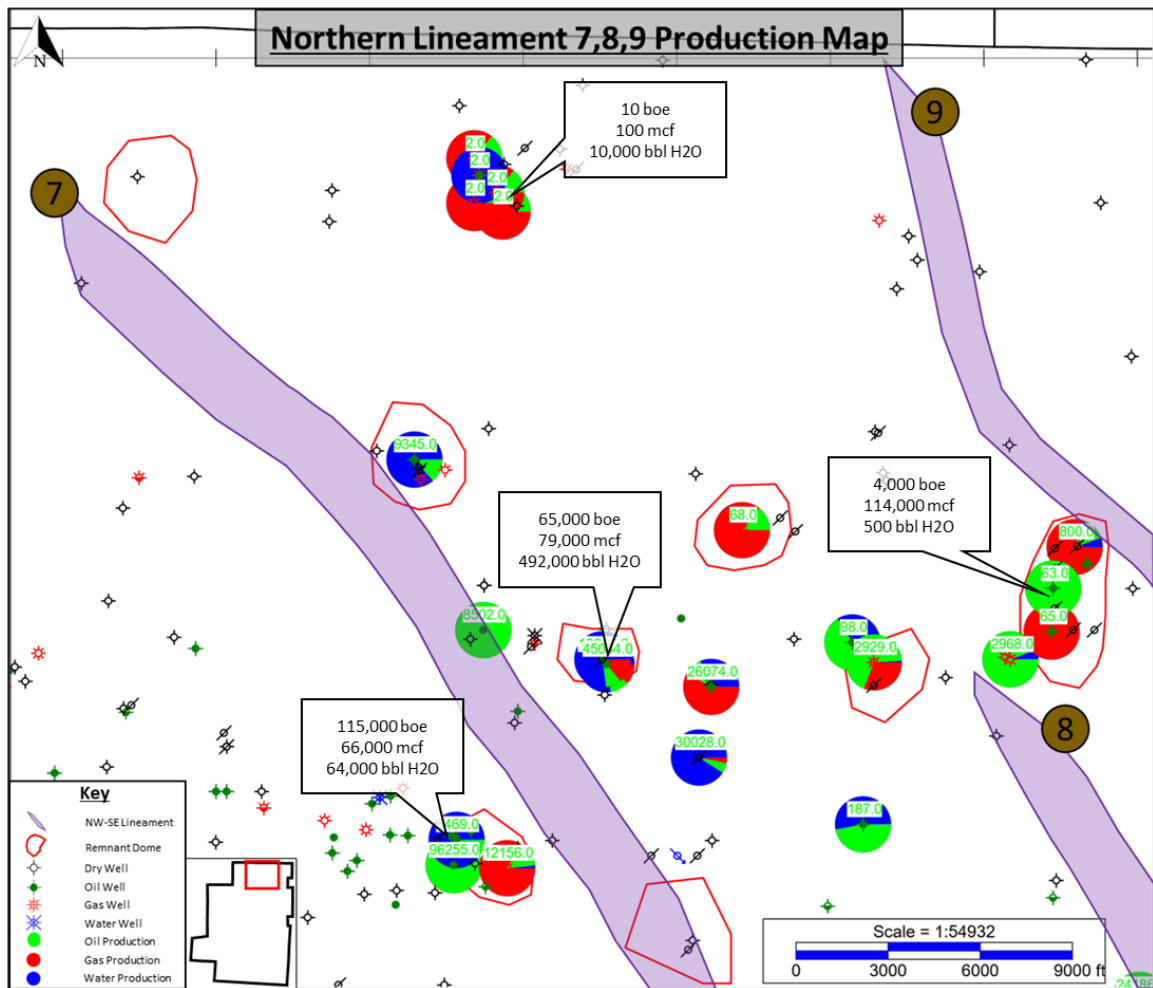 Northern Lineament 7,8,9 Production Map
N
9
10 boe
100 mcf
10,000 bbl H2O
2.0
2.0
2.0
2.0
2.0
7
9345.0
4,000 boe
114,000 mcf
500 bbl H2O
65,000 boe
79,000 mcf
492,000 bbl H2O
68.0
800.0
63.0
8502.0
98.0
65.0
2929.0
2968.0
26074.0
8
115,000 boe
66,000 mcf
64,000 bbl H2O
30028.0
187.0
469.0
96255.0
12156.0
Key
NW-SE Lineament
Remnant Dome
Dry Well
Oil Well
Gas Well
Water Well
Oil Production
Gas Production
Water Production
Scale = 1:54932
0 3000 6000 9000 ft